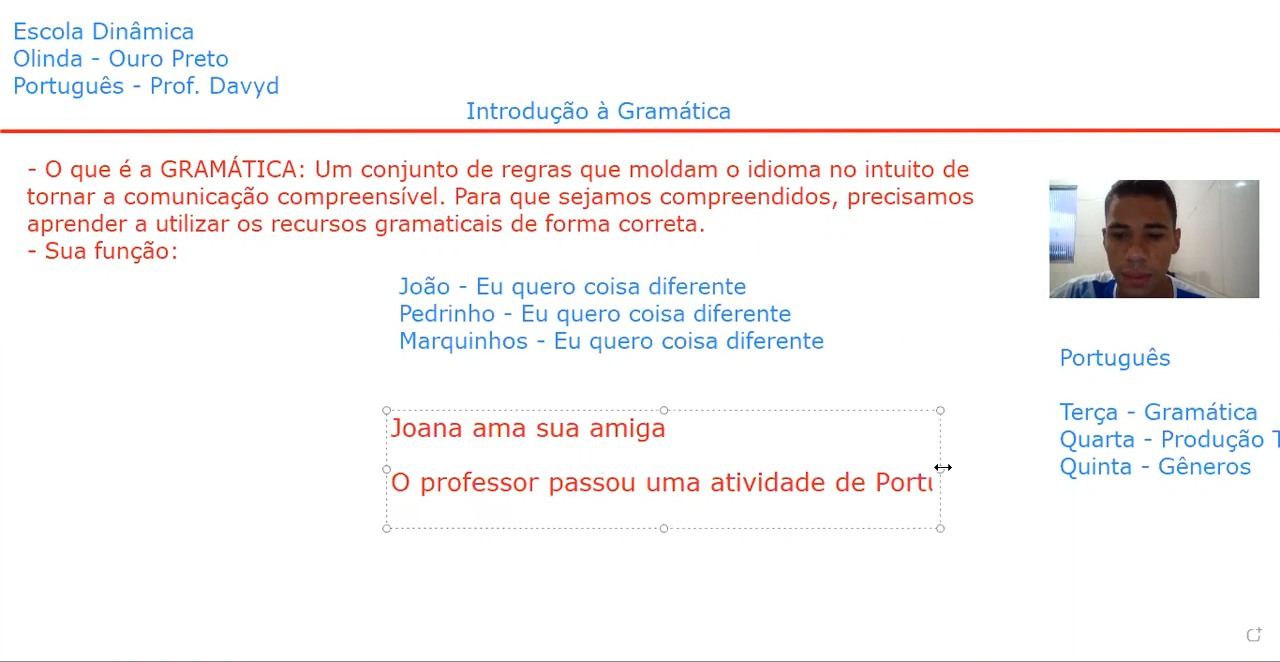 Escola Dinâmica
Olinda - Ouro Preto
Português - Prof. Davyd
Introdução à Gramática
- O que é a GRAMÁTICA: Um conjunto de regras que moldam o idioma no intuito de
tornar a comunicação compreensível. Para que sejamos compreendidos, precisamos
aprender a utilizar os recursos gramaticais de forma correta.
- Sua função:
João - Eu quero coisa diferente
Pedrinho - Eu quero coisa diferente
Marquinhos - Eu quero coisa diferente
Joana ama sua amiga
O professor passou uma atividade de
Português
Terça - Gramática
Quarta - Produção
Quinta - Gêneros